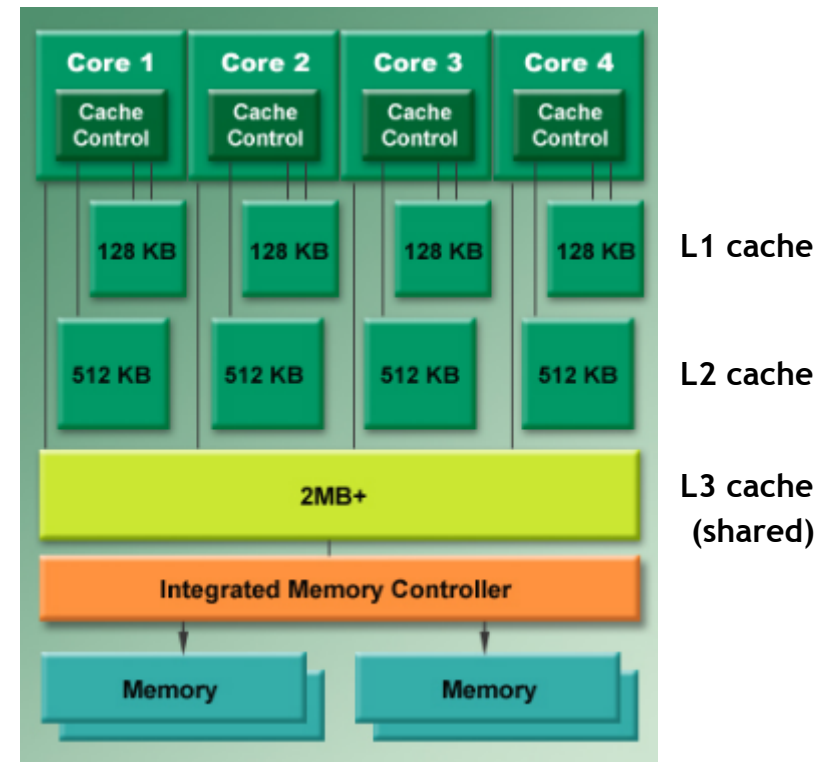 Core 1 Core 2 Core 3 Core 4
Cache Cache Cache Cache
Control Control Control Control
128 KB 128 KB 128 KB 128 KB L1 cache
512 KB 512 KB 512 KB 512 KB L2 cache
2MB+ L3 cache
(shared)
Integrated Memory Controller
Memory Memory